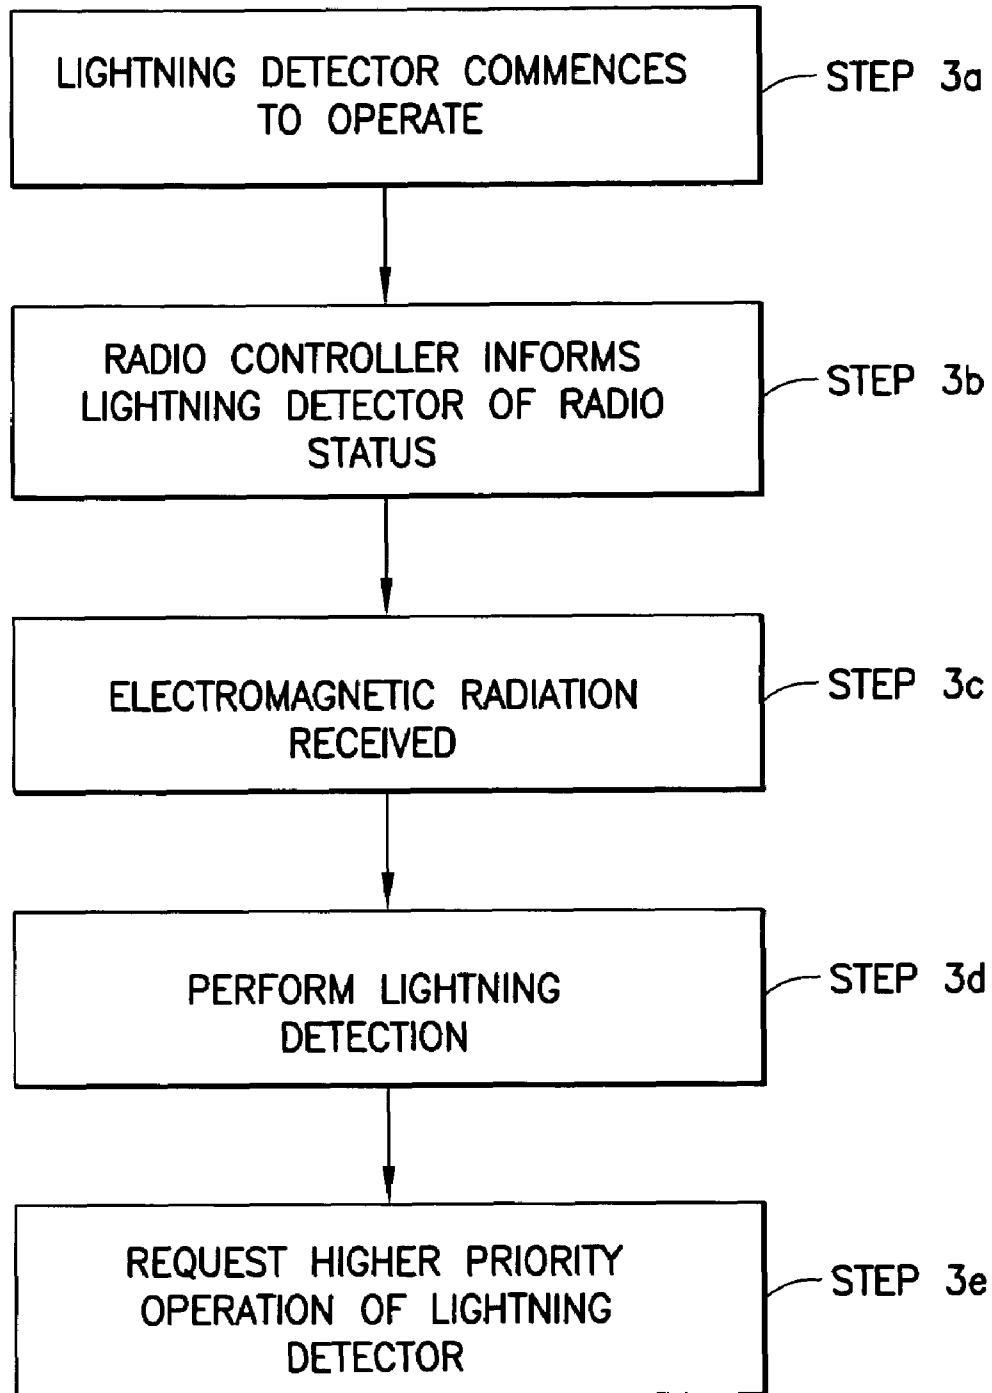 LIGHTNING DETECTOR COMMENCES
TO OPERATE
STEP 3a
RADIO CONTROLLER INFORMS
LIGHTNING DETECTOR OF RADIO
STATUS
STEP 3b
ELECTROMAGNETIC RADIATION
RECEIVED
STEP 3c
PERFORM LIGHTNING
DETECTION
STEP 3d
REQUEST HIGHER PRIORITY
OPERATION OF LIGHTNING
DETECTOR
STEP 3e